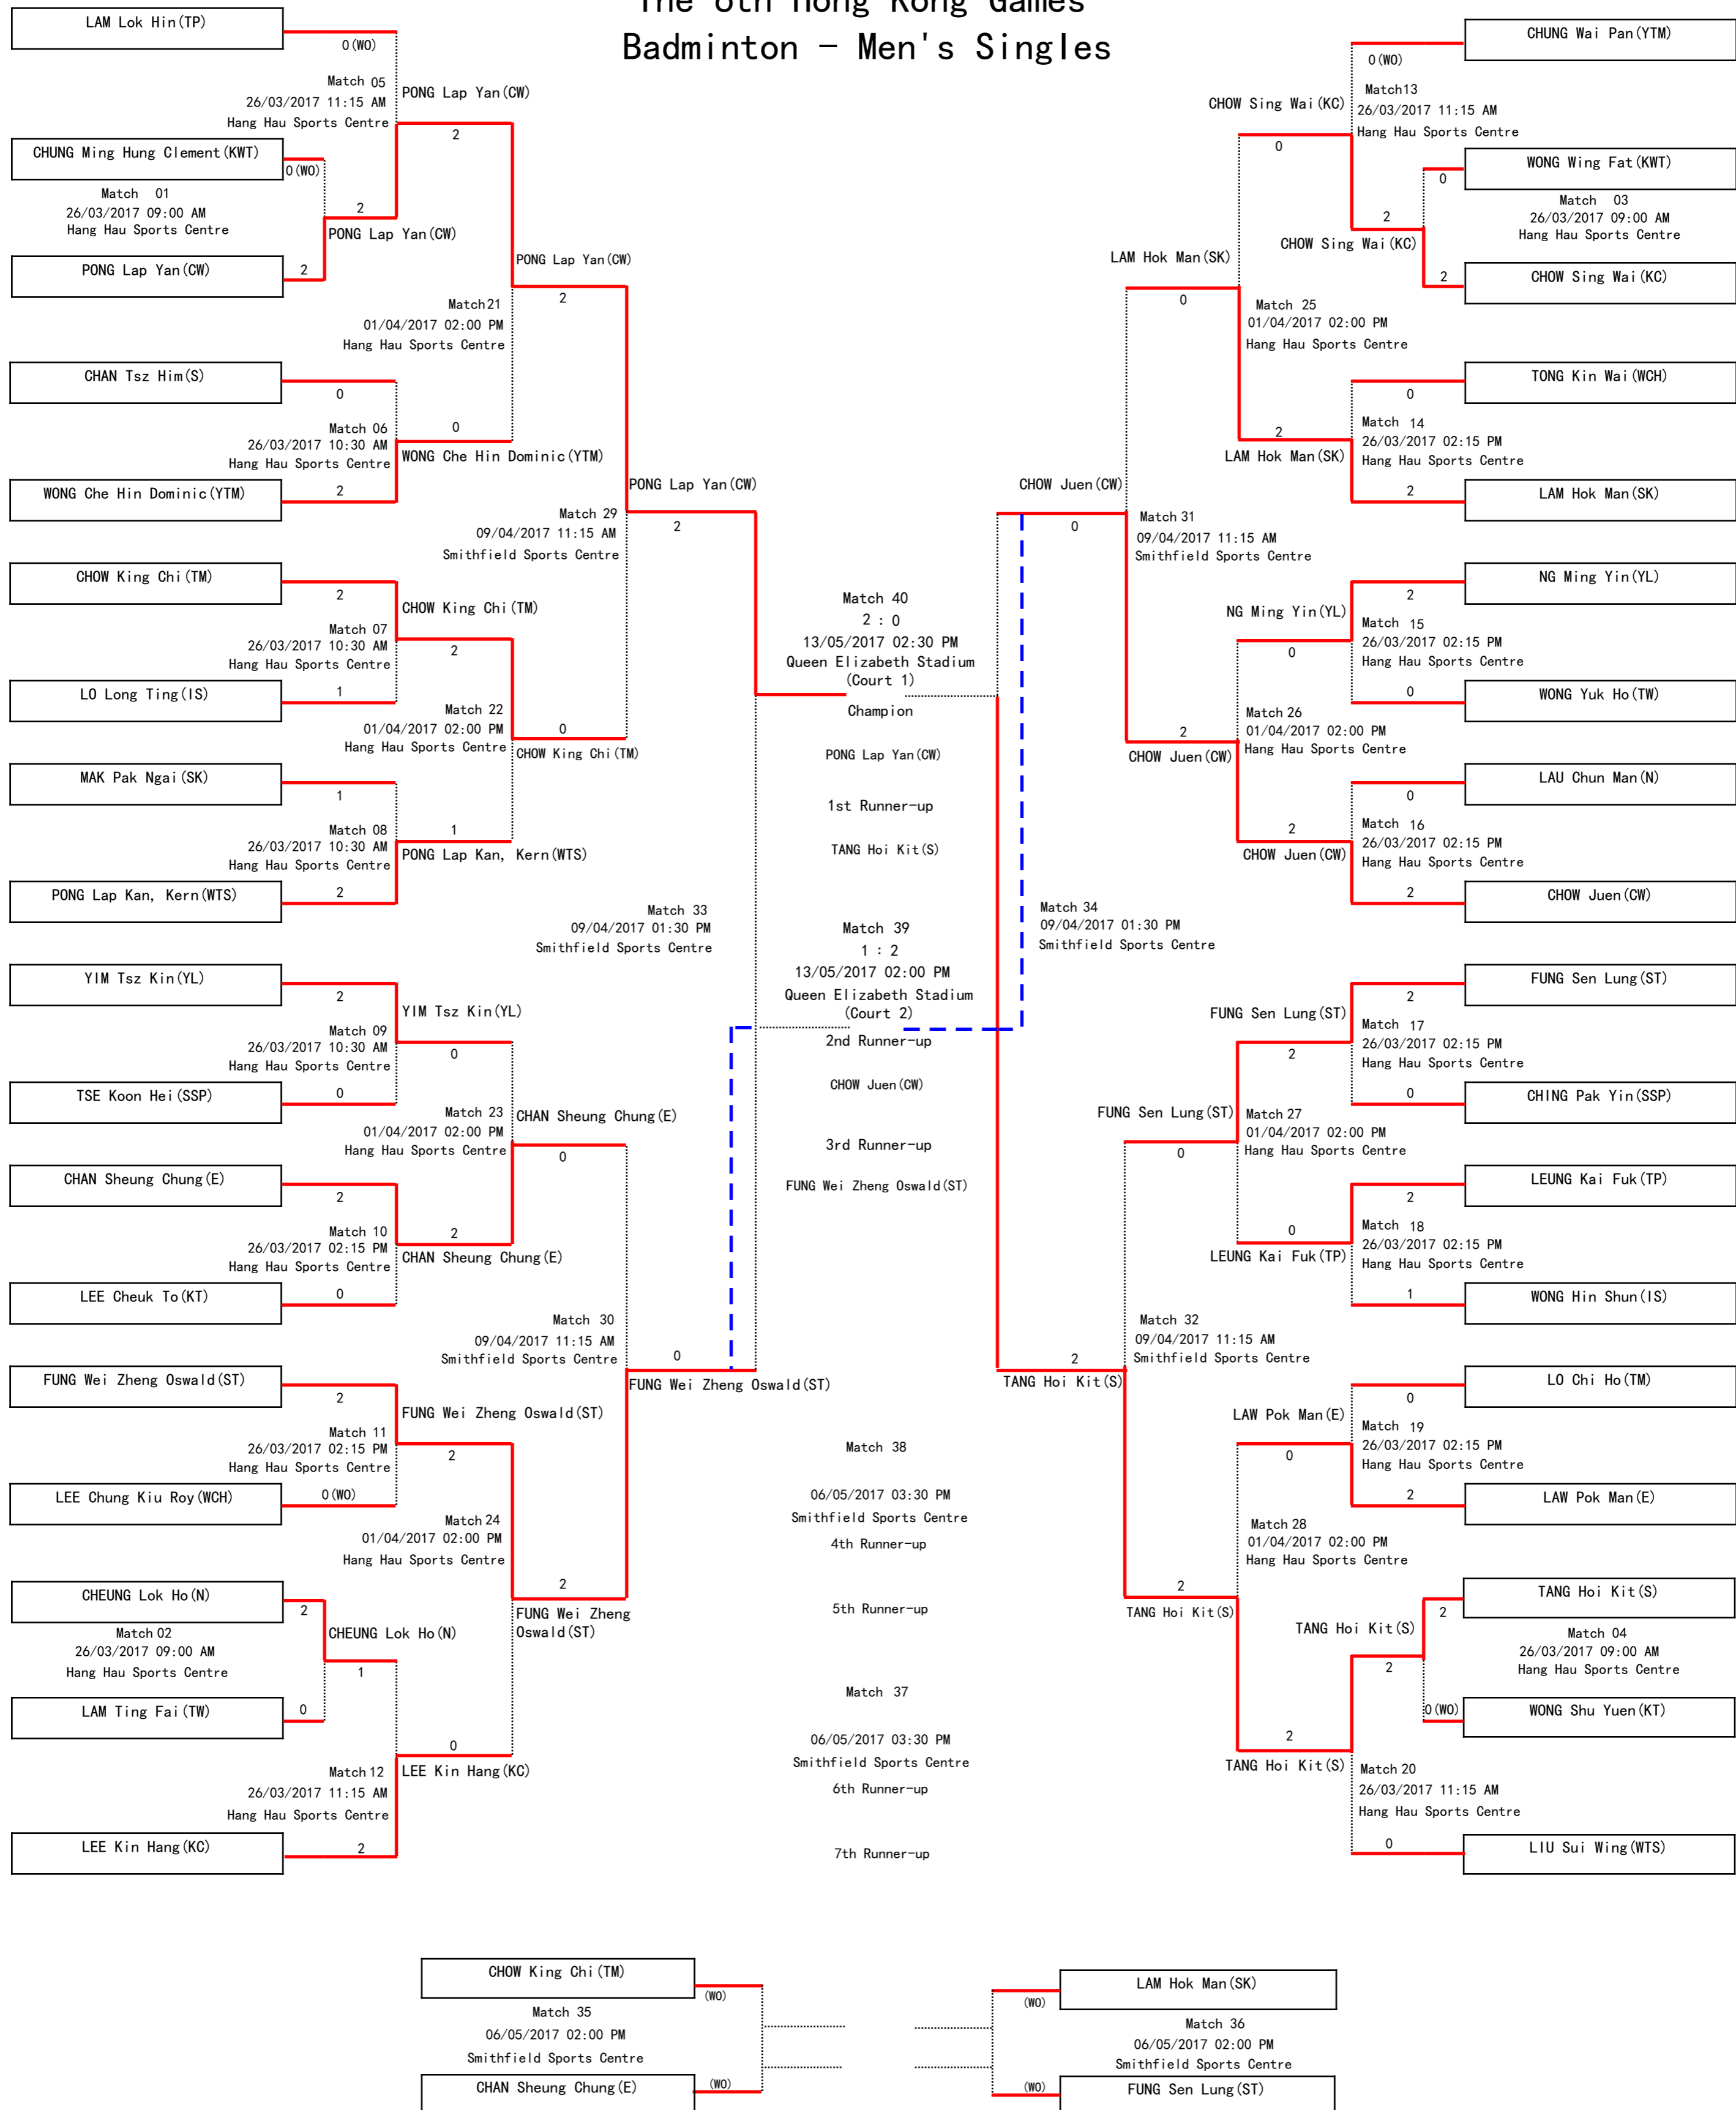 The 6th Hong Kong Games
Badminton - Men's Singles
LAM Lok Hin(TP)
0(WO)
Match 05
26/03/2017 11:15 AM
Hang Hau Sports Centre
PONG Lap Yan(CW)
2
CHUNG Ming Hung Clement(KWT)
0(WO)
Match 01
26/03/2017 09:00 AM
Hang Hau Sports Centre
2
PONG Lap Yan(CW)
PONG Lap Yan(CW)
2
PONG Lap Yan(CW)
2
Match21
01/04/2017 02:00 PM
Hang Hau Sports Centre
CHAN Tsz Him(S)
0
Match 06
26/03/2017 10:30 AM
Hang Hau Sports Centre
0
WONG Che Hin Dominic(YTM)
WONG Che Hin Dominic(YTM)
2
PONG Lap Yan(CW)
2
Match 29
09/04/2017 11:15 AM
Smithfield Sports Centre
CHOW King Chi(TM)
2
CHOW King Chi(TM)
2
Match 07
26/03/2017 10:30 AM
Hang Hau Sports Centre
LO Long Ting(IS)
1
Match 22
01/04/2017 02:00 PM
Hang Hau Sports Centre
0
CHOW King Chi(TM)
MAK Pak Ngai(SK)
1
Match 08
26/03/2017 10:30 AM
Hang Hau Sports Centre
1
PONG Lap Kan, Kern(WTS)
PONG Lap Kan, Kern(WTS)
2
Match 33
09/04/2017 01:30 PM
Smithfield Sports Centre
YIM Tsz Kin(YL)
2
YIM Tsz Kin(YL)
0
Match 09
26/03/2017 10:30 AM
Hang Hau Sports Centre
TSE Koon Hei(SSP)
0
Match 23
01/04/2017 02:00 PM
Hang Hau Sports Centre
CHAN Sheung Chung(E)
0
CHAN Sheung Chung(E)
2
Match 10
26/03/2017 02:15 PM
Hang Hau Sports Centre
2
CHAN Sheung Chung(E)
LEE Cheuk To(KT)
0
Match 30
09/04/2017 11:15 AM
Smithfield Sports Centre
0
FUNG Wei Zheng Oswald(ST)
FUNG Wei Zheng Oswald(ST)
2
FUNG Wei Zheng Oswald(ST)
2
Match 11
26/03/2017 02:15 PM
Hang Hau Sports Centre
LEE Chung Kiu Roy(WCH)
0(WO)
Match 24
01/04/2017 02:00 PM
Hang Hau Sports Centre
2
FUNG Wei Zheng
Oswald(ST)
CHEUNG Lok Ho(N)
2
Match 02
26/03/2017 09:00 AM
Hang Hau Sports Centre
CHEUNG Lok Ho(N)
1
LAM Ting Fai(TW)
0
0
LEE Kin Hang(KC)
Match 12
26/03/2017 11:15 AM
Hang Hau Sports Centre
LEE Kin Hang(KC)
2
Match 40
2 : 0
13/05/2017 02:30 PM
Queen Elizabeth Stadium
(Court 1)
Champion
PONG Lap Yan(CW)
1st Runner-up
TANG Hoi Kit(S)
Match 39
1 : 2
13/05/2017 02:00 PM
Queen Elizabeth Stadium
(Court 2)
2nd Runner-up
CHOW Juen(CW)
3rd Runner-up
FUNG Wei Zheng Oswald(ST)
Match 38
06/05/2017 03:30 PM
Smithfield Sports Centre
4th Runner-up
5th Runner-up
Match 37
06/05/2017 03:30 PM
Smithfield Sports Centre
6th Runner-up
7th Runner-up
CHUNG Wai Pan(YTM)
0(WO)
Match13
26/03/2017 11:15 AM
Hang Hau Sports Centre
CHOW Sing Wai(KC)
0
WONG Wing Fat(KWT)
0
Match 03
26/03/2017 09:00 AM
Hang Hau Sports Centre
2
CHOW Sing Wai(KC)
CHOW Sing Wai(KC)
2
LAM Hok Man(SK)
0
Match 25
01/04/2017 02:00 PM
Hang Hau Sports Centre
TONG Kin Wai(WCH)
0
Match 14
26/03/2017 02:15 PM
Hang Hau Sports Centre
2
LAM Hok Man(SK)
LAM Hok Man(SK)
2
CHOW Juen(CW)
0
Match 31
09/04/2017 11:15 AM
Smithfield Sports Centre
NG Ming Yin(YL)
2
NG Ming Yin(YL)
0
Match 15
26/03/2017 02:15 PM
Hang Hau Sports Centre
WONG Yuk Ho(TW)
0
Match 26
01/04/2017 02:00 PM
Hang Hau Sports Centre
2
CHOW Juen(CW)
LAU Chun Man(N)
0
Match 16
26/03/2017 02:15 PM
Hang Hau Sports Centre
2
CHOW Juen(CW)
CHOW Juen(CW)
2
Match 34
09/04/2017 01:30 PM
Smithfield Sports Centre
FUNG Sen Lung(ST)
2
FUNG Sen Lung(ST)
2
Match 17
26/03/2017 02:15 PM
Hang Hau Sports Centre
CHING Pak Yin(SSP)
0
FUNG Sen Lung(ST)
0
Match 27
01/04/2017 02:00 PM
Hang Hau Sports Centre
LEUNG Kai Fuk(TP)
2
Match 18
26/03/2017 02:15 PM
Hang Hau Sports Centre
0
LEUNG Kai Fuk(TP)
WONG Hin Shun(IS)
1
Match 32
09/04/2017 11:15 AM
Smithfield Sports Centre
2
TANG Hoi Kit(S)
LO Chi Ho(TM)
0
LAW Pok Man(E)
0
Match 19
26/03/2017 02:15 PM
Hang Hau Sports Centre
LAW Pok Man(E)
2
Match 28
01/04/2017 02:00 PM
Hang Hau Sports Centre
2
TANG Hoi Kit(S)
TANG Hoi Kit(S)
2
TANG Hoi Kit(S)
2
Match 04
26/03/2017 09:00 AM
Hang Hau Sports Centre
WONG Shu Yuen(KT)
0(WO)
2
TANG Hoi Kit(S)
Match 20
26/03/2017 11:15 AM
Hang Hau Sports Centre
LIU Sui Wing(WTS)
0
CHOW King Chi(TM)
(WO)
Match 35
06/05/2017 02:00 PM
Smithfield Sports Centre
CHAN Sheung Chung(E)
(WO)
LAM Hok Man(SK)
(WO)
Match 36
06/05/2017 02:00 PM
Smithfield Sports Centre
FUNG Sen Lung(ST)
(WO)